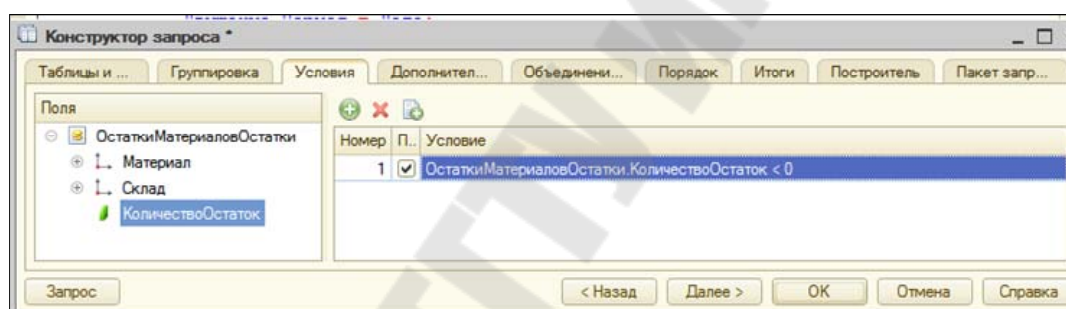 Конструктор запроса *
Таблицы и ... Группировка Условия Дополнител... Объединени... Порядок Итоги Построитель Пакет запр...
Поля
ОстаткиМатериаловОстатки
Материал
Склад
КоличествоОстаток
Номер П.. Условие
1 ОстаткиМатериаловОстатки.КоличествоОстаток < 0
Запрос < Назад Далее > OK Отмена Справка